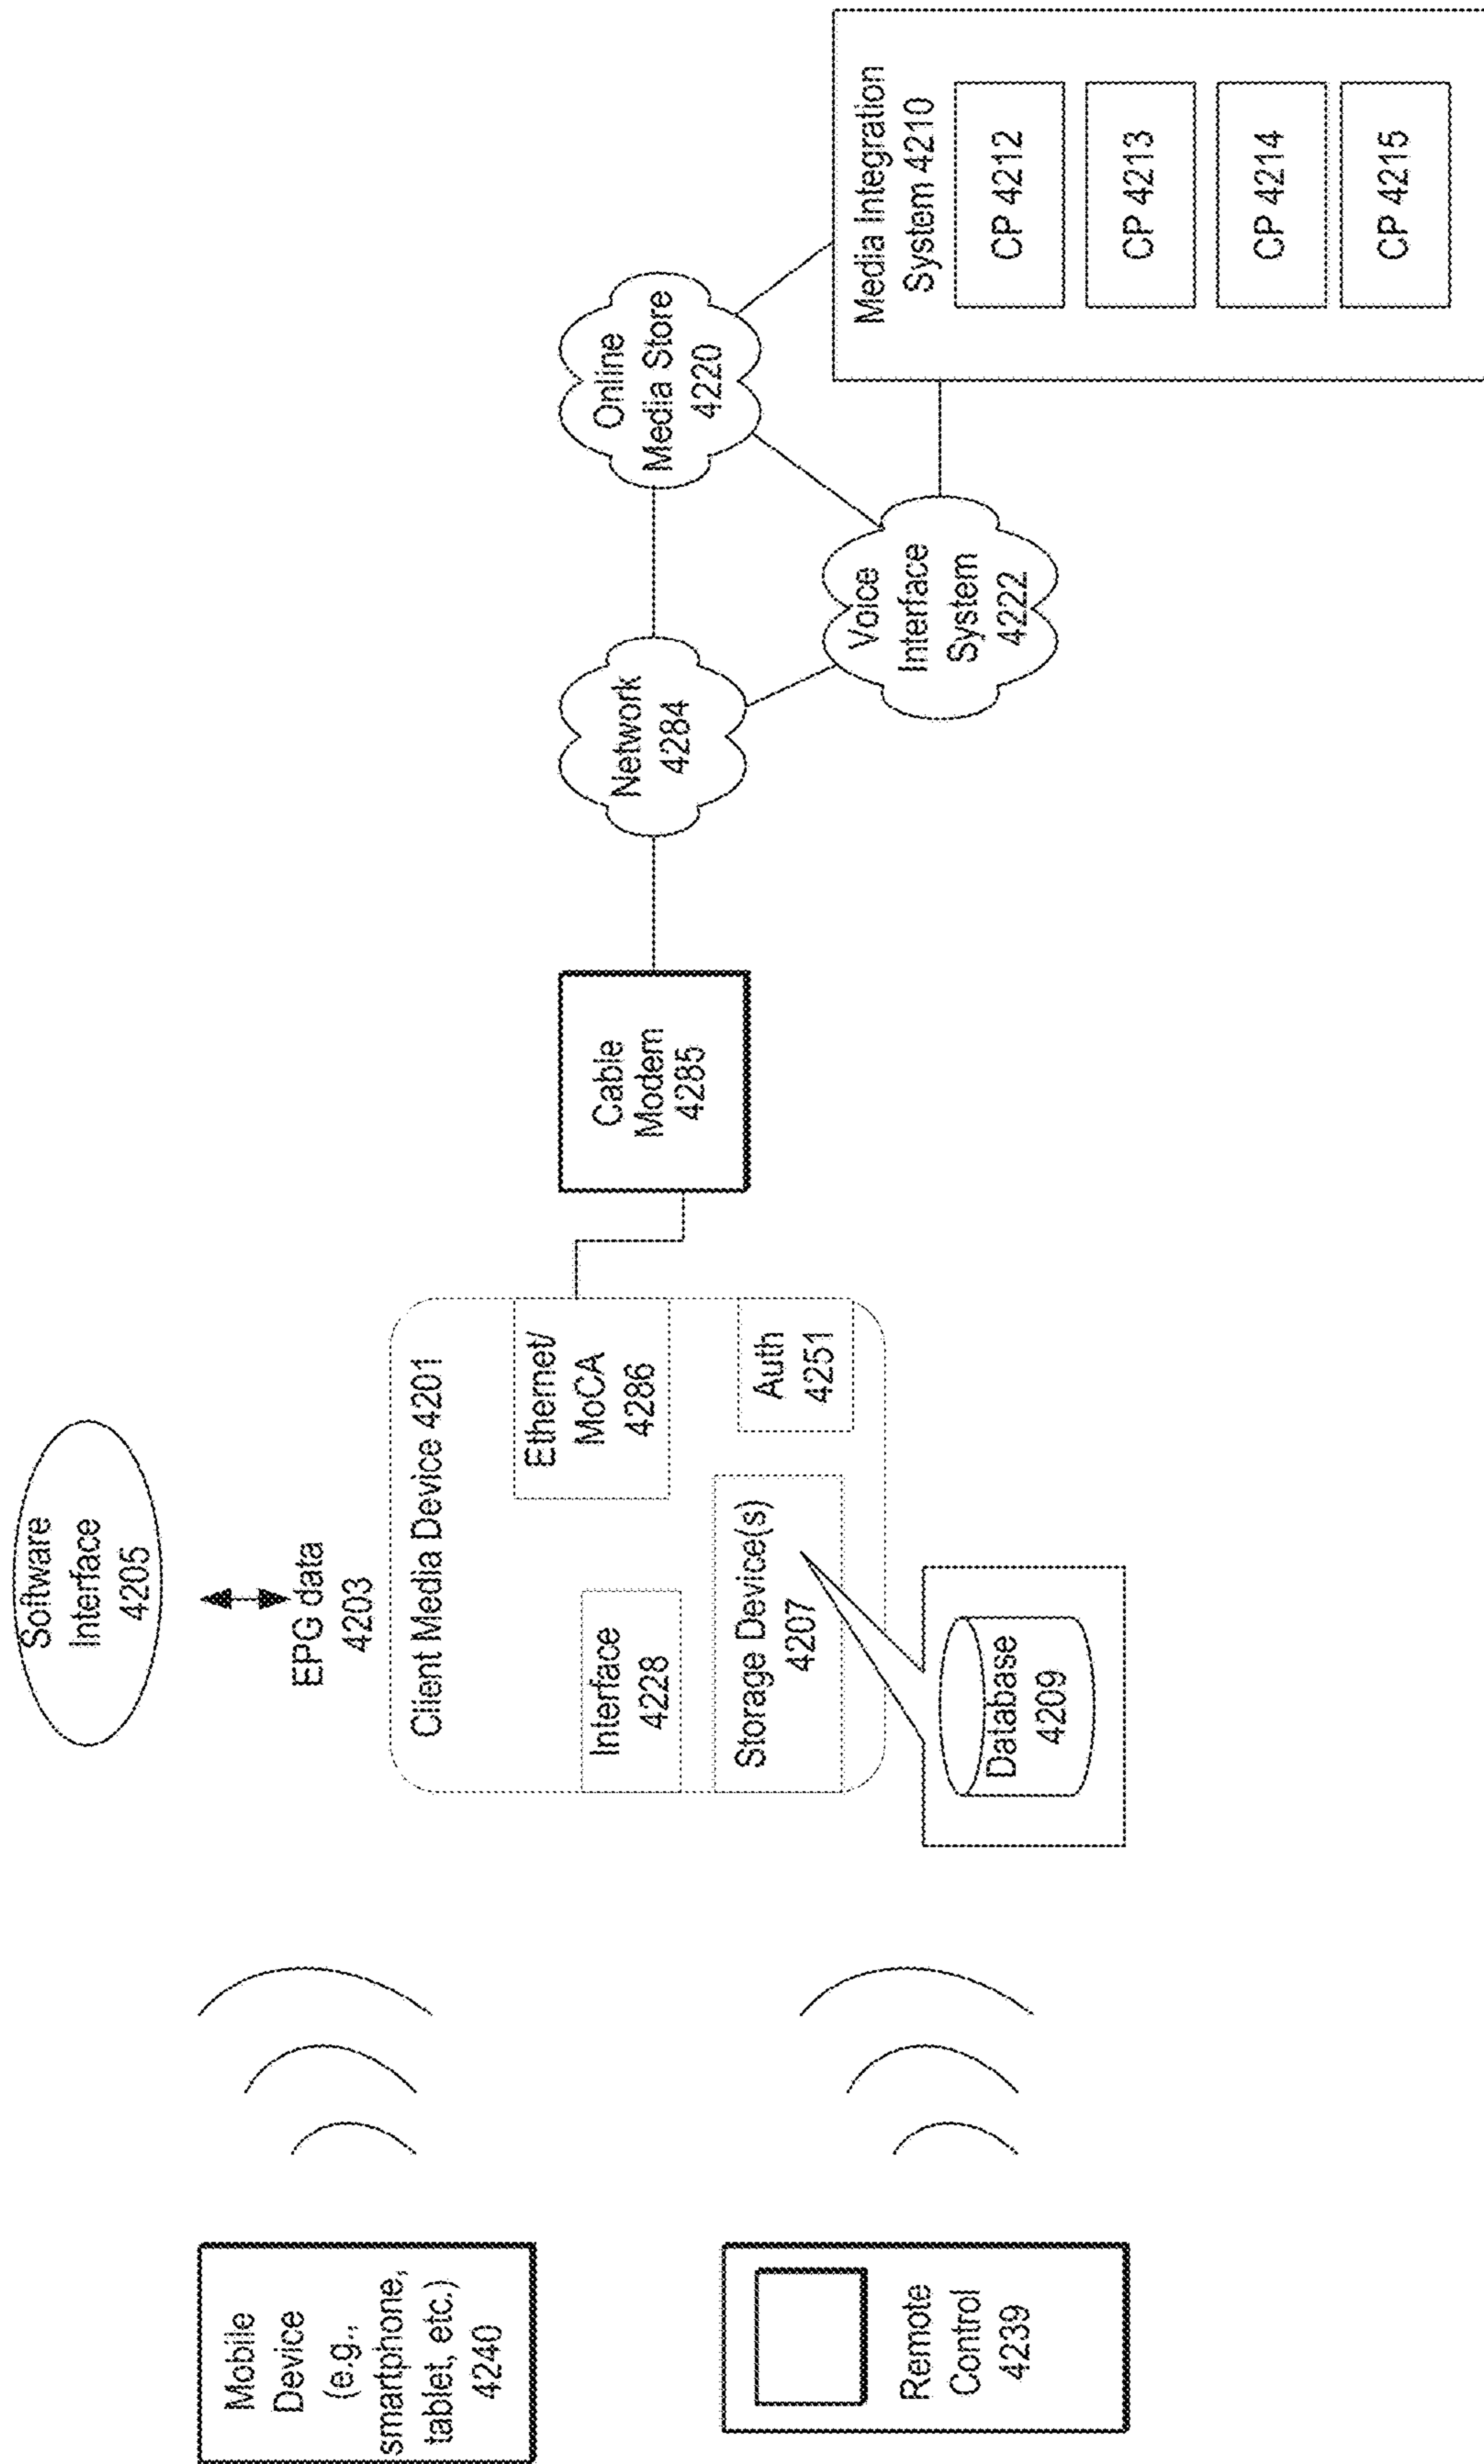 Software
Interface
4205
EPG data
4203
Mobile
Device
(e.g.,
smartphone,
tablet, etc.)
4240
Remote
Control
4239
Client Media Device 4201
Interface
4228
Ethernet/
MoCA
4286
Storage Device(s)
4207
Auth
4251
Database
4209
Cable
Modem
4285
Network
4284
Online
Media Store
4220
Voice
Interface
System
4222
Media Integration
System 4210
CP 4212
CP 4213
CP 4214
CP 4215